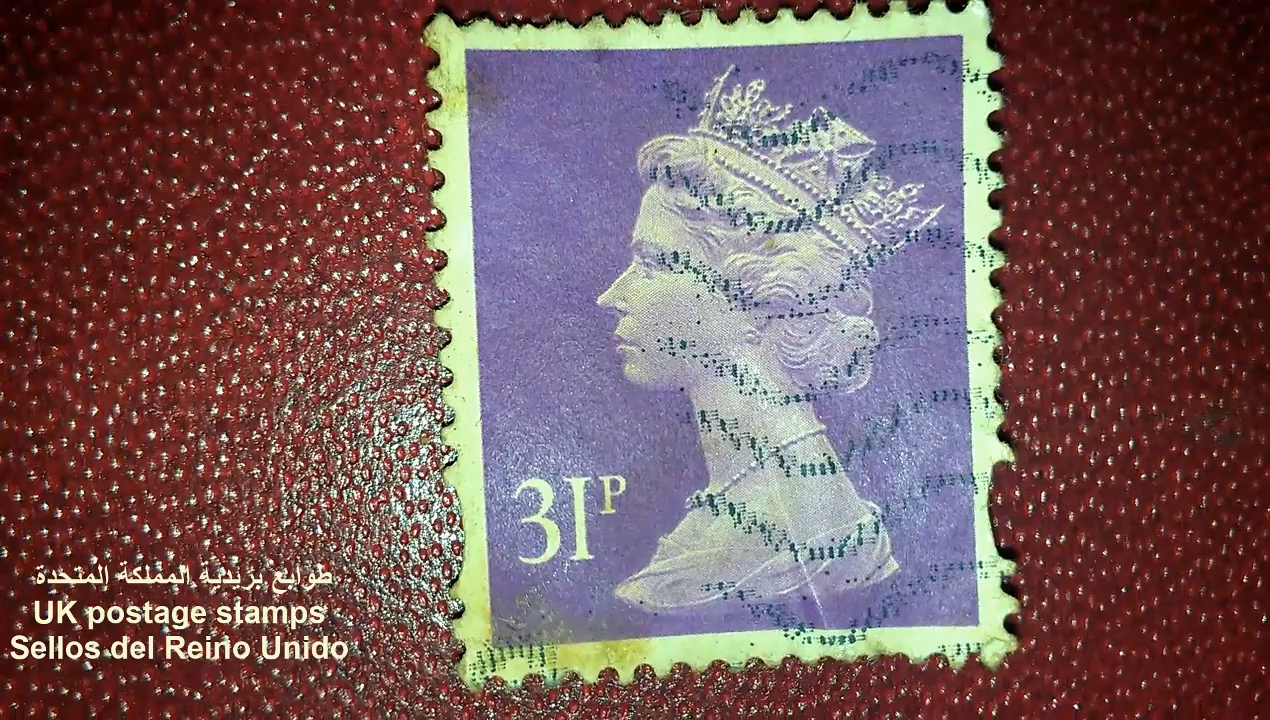 31P
طوابع بريدية المملكة المتحدة
UK postage stamps
Sellos del Reino Unido